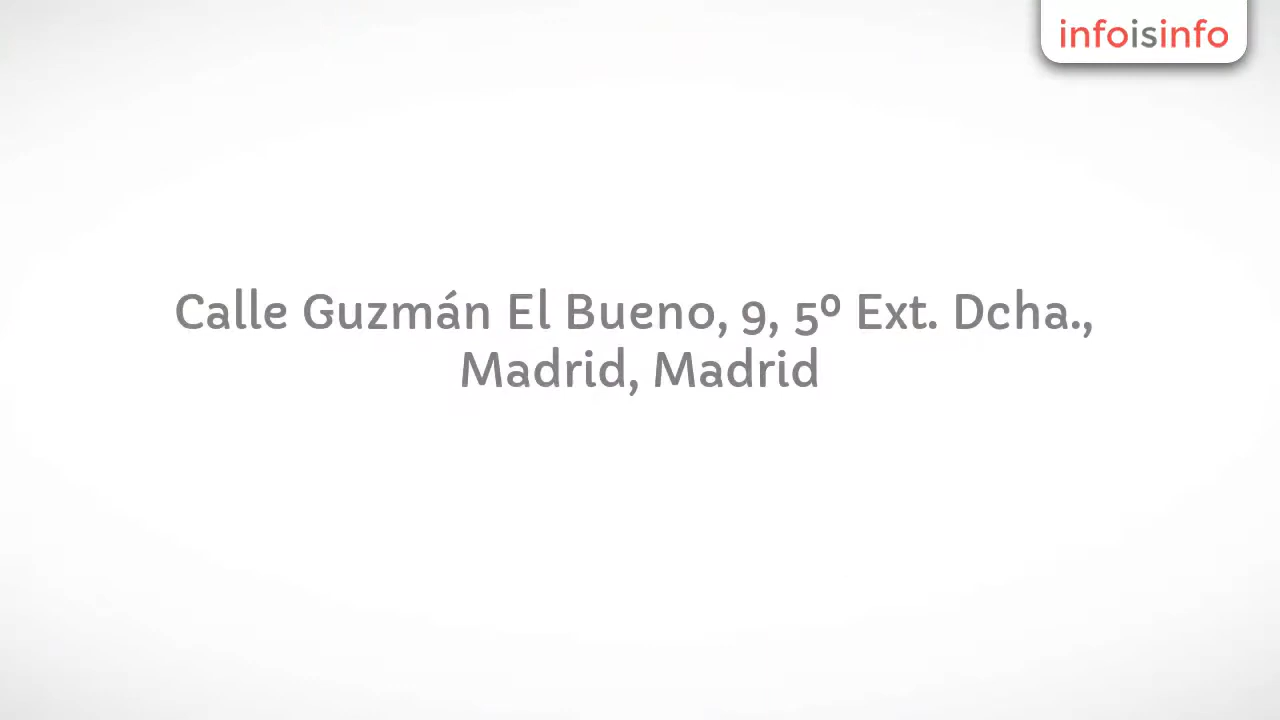 infoisinfo
Calle Guzmán El Bueno, 9, 5º Ext. Dcha.,
Madrid, Madrid